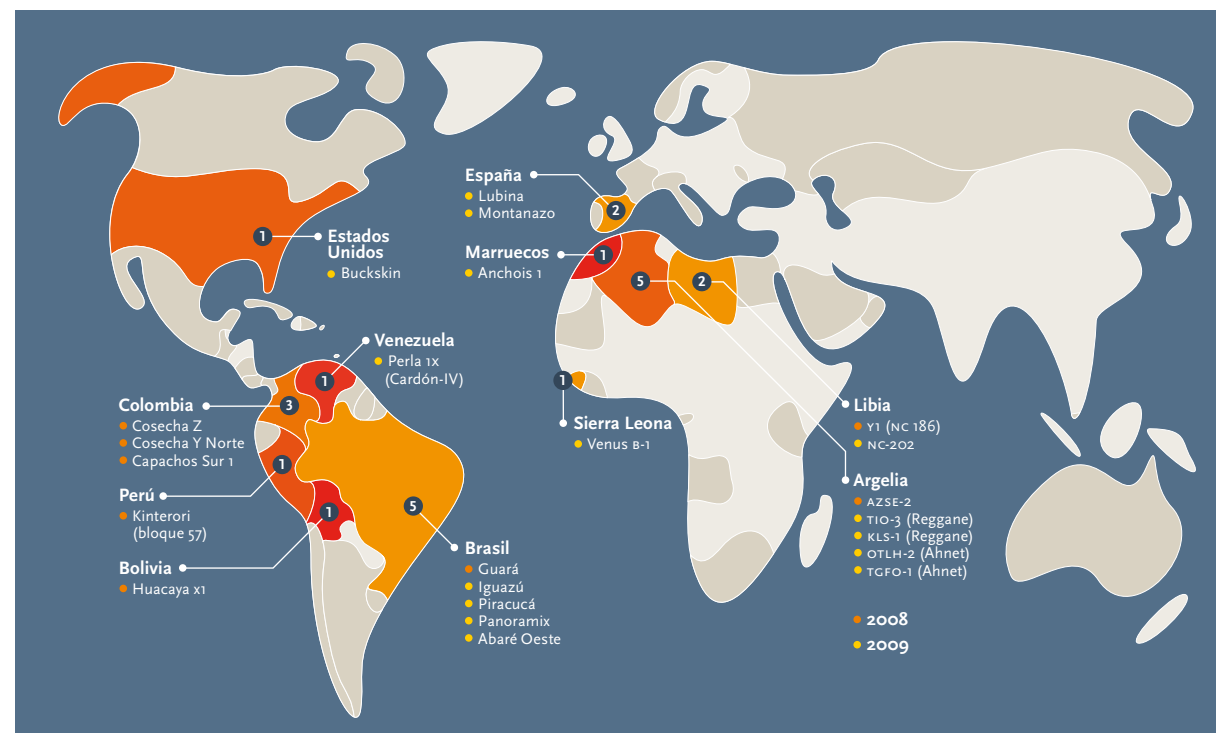 España
Lubina
Montanazo
2
Marruecos
Anchois 1
1
5
2
1
Estados
Unidos
Buckskin
Venezuela
Perla 1X
(Cardón-IV)
1
Colombia
Cosecha Z
Cosecha Y Norte
Capachos Sur 1
3
Perú
Kinterori
(bloque 57)
1
Bolivia
Huacaya X1
1
5
Brasil
Guará
Iguazú
Piracucá
Panoramix
Abaré Oeste
1
Sierra Leona
Venus B-1
Libia
Y1 (NC 186)
NC-202
Argelia
AZSE-2
TIO-3 (Reggane)
KLS-1 (Reggane)
OTLH-2 (Ahnet)
TGFO-1 (Ahnet)
2008
2009